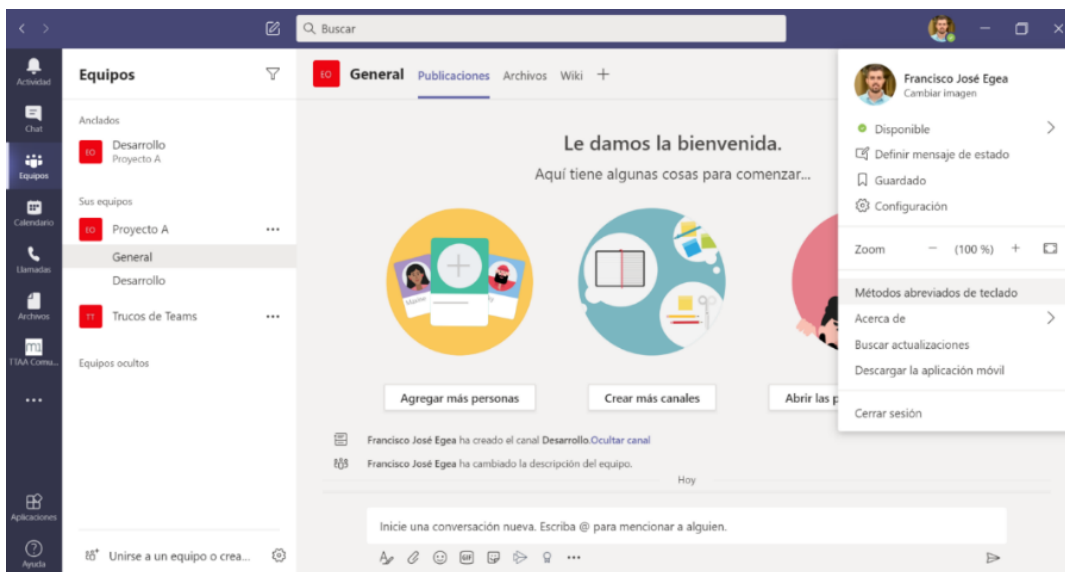 Buscar
Actividad
Chat
Equipos
Calendario
Llamadas
Archivos
TTAA Comu...
Aplicaciones
Ayuda
Equipos
Anclados
EO
Desarrollo
Proyecto A
Sus equipos
EO Proyecto A
General
Desarrollo
TT Trucos de Teams
Equipos ocultos
Unirse a un equipo o crea...
EO General Publicaciones Archivos Wiki
Le damos la bienvenida.
Aquí tiene algunas cosas para comenzar...
Maxine
Agregar más personas
Crear más canales
Abrir las p
Francisco José Egea ha creado el canal Desarrollo.Ocultar canal
Francisco José Egea ha cambiado la descripción del equipo.
Hoy
Inicie una conversación nueva. Escriba @ para mencionar a alguien.
GIF
Francisco José Egea
Cambiar imagen
Disponible
Definir mensaje de estado
Guardado
Configuración
Zoom − (100 %) +
Métodos abreviados de teclado
Acerca de
Buscar actualizaciones
Descargar la aplicación móvil
Cerrar sesión